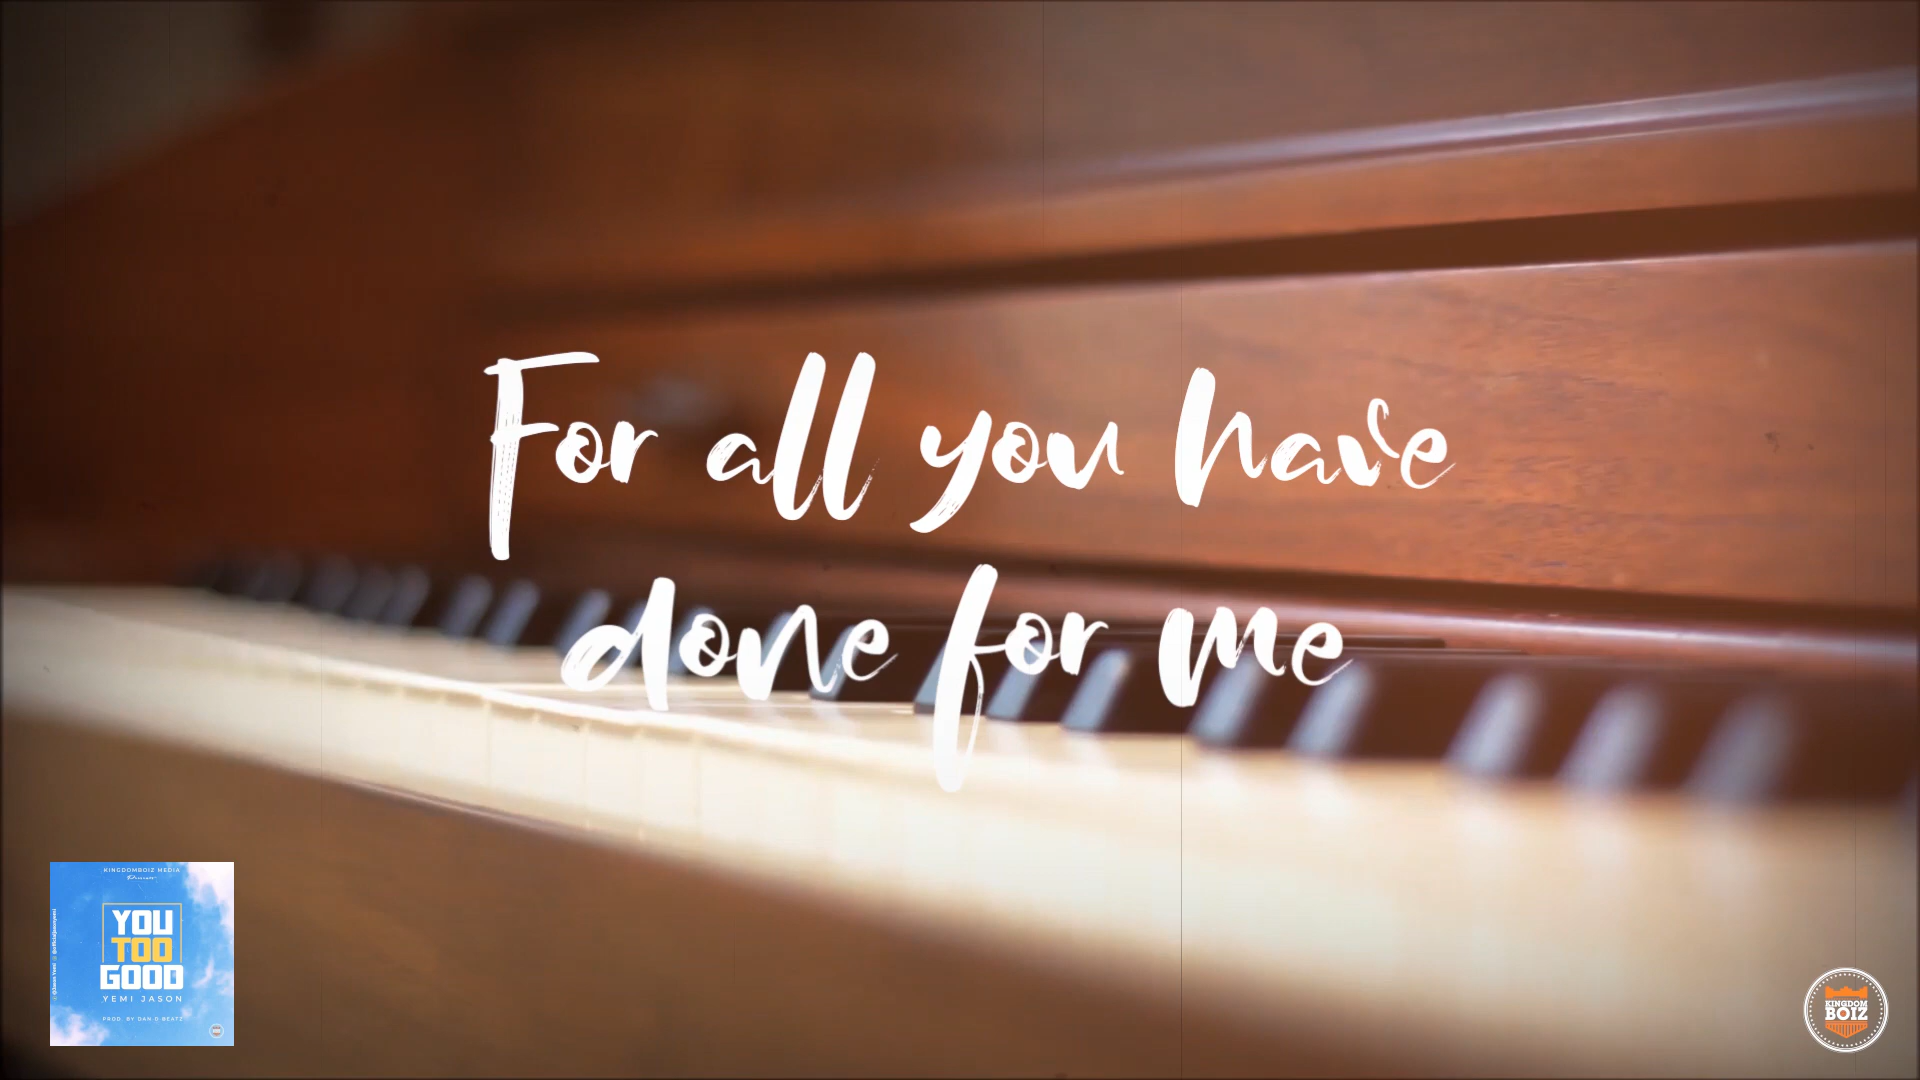 For all you have
done for me
KINGDOMBOIZ MEDIA
YOU
TOO
GOOD
YEMI JASON
PROD. BY DAN D BEATZ
KINGDOM
BOIZ